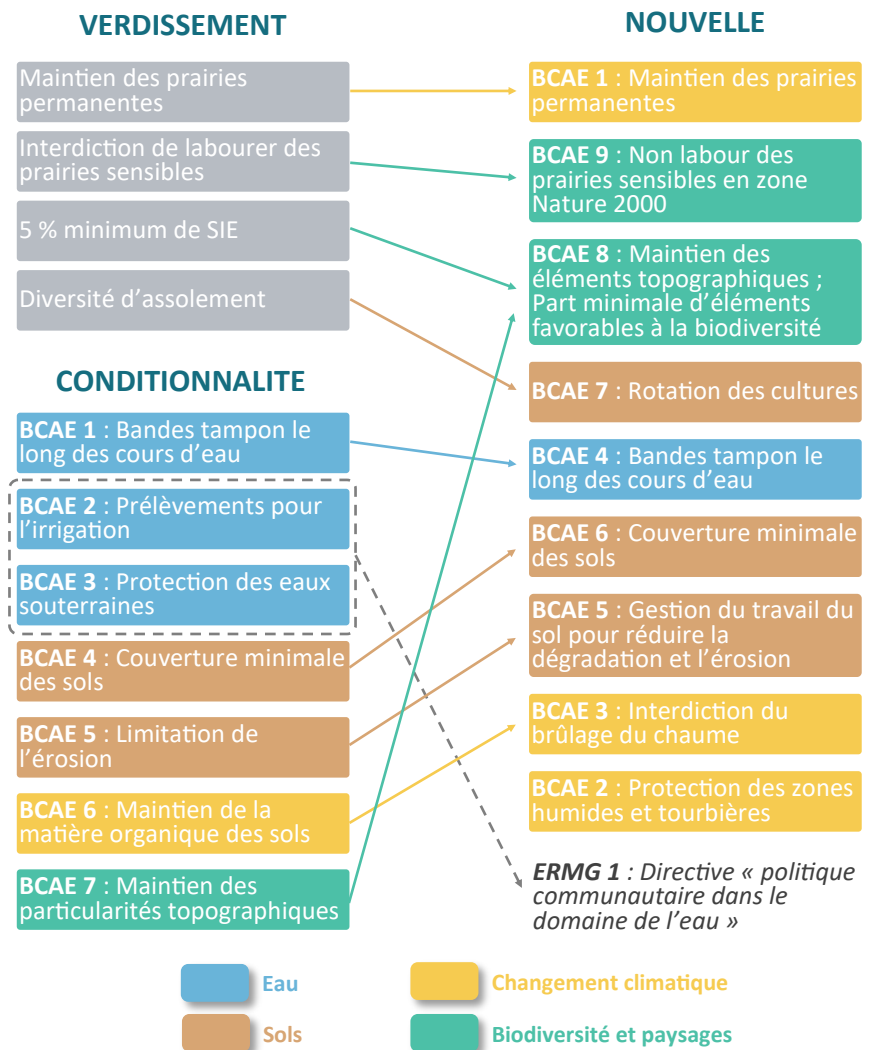 VERDISSEMENT
Maintien des prairies
permanentes
Interdiction de labourer des
prairies sensibles
5 % minimum de SIE
Diversité d'assolement
CONDITIONNALITE
BCAE 1 : Bandes tampon le
long des cours d'eau
BCAE 2 : Prélèvements pour
l'irrigation
BCAE 3 : Protection des eaux
souterraines
BCAE 4 : Couverture minimale
des sols
BCAE 5 : Limitation de
l'érosion
BCAE 6 : Maintien de la
matière organique des sols
BCAE 7 : Maintien des
particularités topographiques
NOUVELLE
BCAE 1 : Maintien des prairies
permanentes
BCAE 9 : Non labour des
prairies sensibles en zone
Nature 2000
BCAE 8 : Maintien des
éléments topographiques ;
Part minimale d'éléments
favorables à la biodiversité
BCAE 7 : Rotation des cultures
BCAE 4 : Bandes tampon le
long des cours d'eau
BCAE 6 : Couverture minimale
des sols
BCAE 5 : Gestion du travail du
sol pour réduire la
dégradation et l'érosion
BCAE 3 : Interdiction du
brûlage du chaume
BCAE 2 : Protection des zones
humides et tourbières
ERMG 1 : Directive « politique
communautaire dans le
domaine de l'eau »
Eau
Changement climatique
Sols
Biodiversité et paysages